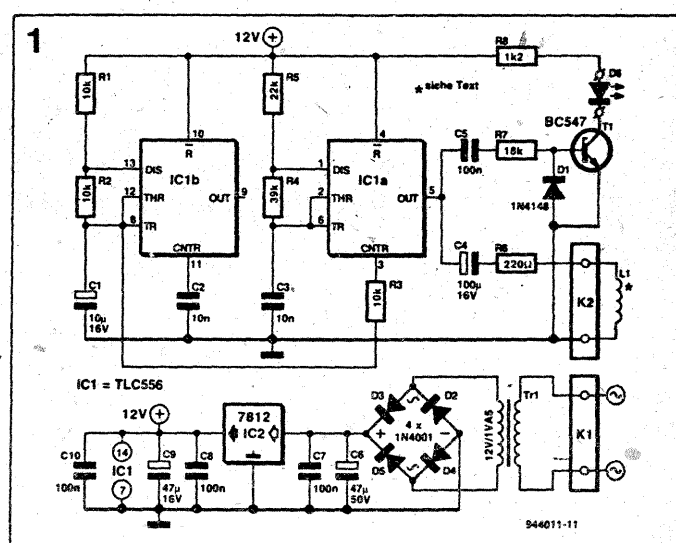 1
12V
R1
10k
R5
22k
R8
1k2
D6
* siehe Text
BC547
T1
10
R
4
R
13
DIS
R2
10k
12
THR
IC1b
OUT
9
8
TR
CNTR
11
1
DIS
R4
39k
2
THR
IC1a
OUT
5
6
TR
CNTR
3
C5
100n
R7
18k
D1
1N4148
C4
100µ
16V
R6
220Ω
K2
L1
*
C1
10µ
16V
C2
10n
C3
10n
R3
10k
IC1 = TLC556
12V
7812
IC2
D3
D2
4 x
1N4001
D5
D4
+
–
12V/1VA5
Tr1
K1
C10
100n
14
IC1
7
C9
47µ
16V
C8
100n
C7
100n
C6
47µ
50V
944011-11